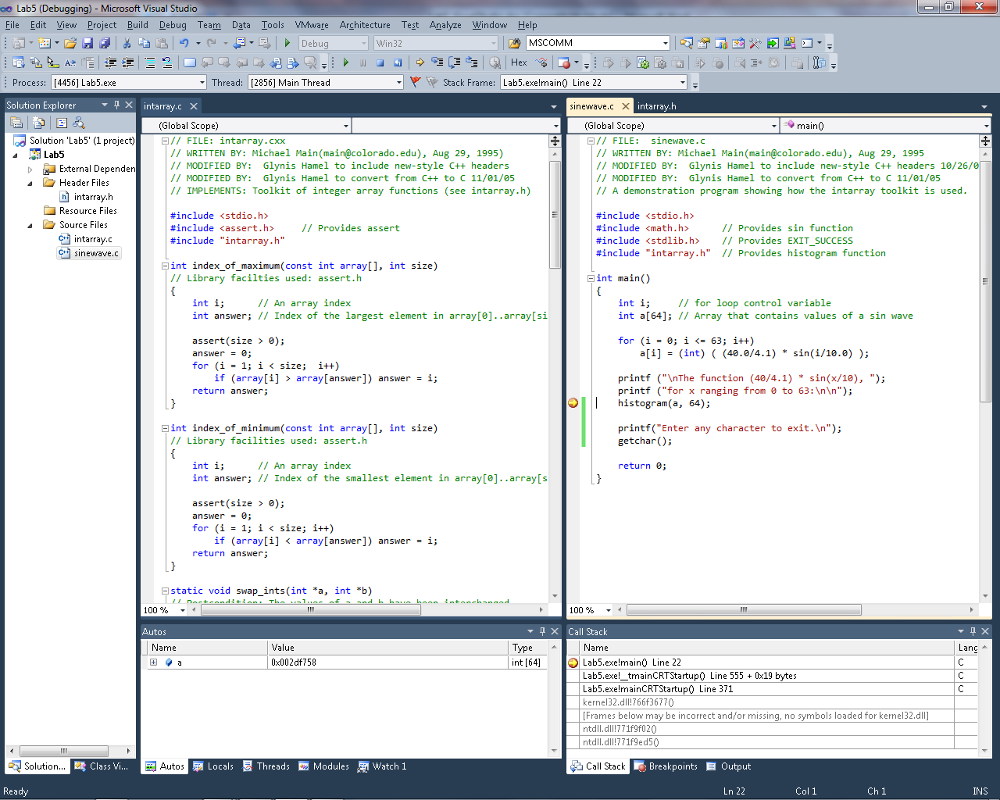 Lab5 (Debugging) - Microsoft Visual Studio
File Edit View Project Build Debug Team Data Tools VMware Architecture Test Analyze Window Help
Debug Win32 MSCOMM
Hex
Process: [4456] Lab5.exe Thread: [2856] Main Thread Stack Frame: Lab5.exe!main() Line 22
Solution Explorer
Solution 'Lab5' (1 project)
Lab5
External Dependen
Header Files
intarray.h
Resource Files
Source Files
intarray.c
sinewave.c
Solution... Class Vi...
intarray.c
(Global Scope)
// FILE: intarray.cxx
// WRITTEN BY: Michael Main(main@colorado.edu), Aug 29, 1995)
// MODIFIED BY:  Glynis Hamel to include new-style C++ headers
// MODIFIED BY:  Glynis Hamel to convert from C++ to C 11/01/05
// IMPLEMENTS: Toolkit of integer array functions (see intarray.h)
#include <stdio.h>
#include <assert.h>     // Provides assert
#include "intarray.h"
int index_of_maximum(const int array[], int size)
// Library facilties used: assert.h
{
int i;      // An array index
int answer; // Index of the largest element in array[0]..array[si
assert(size > 0);
answer = 0;
for (i = 1; i < size;  i++)
if (array[i] > array[answer]) answer = i;
return answer;
}
int index_of_minimum(const int array[], int size)
// Library facilities used: assert.h
{
int i;      // An array index
int answer; // Index of the smallest element in array[0]..array[s
assert(size > 0);
answer = 0;
for (i = 1; i < size; i++)
if (array[i] < array[answer]) answer = i;
return answer;
}
static void swap_ints(int *a, int *b)
// Postcondition: The values of a and b have been interchanged
100 %
sinewave.c intarray.h
(Global Scope) main()
// FILE:  sinewave.c
// WRITTEN BY: Michael Main(main@colorado.edu), Aug 29, 1995
// MODIFIED BY:  Glynis Hamel to include new-style C++ headers 10/26/0
// MODIFIED BY:  Glynis Hamel to convert from C++ to C 11/01/05
// A demonstration program showing how the intarray toolkit is used.
#include <stdio.h>
#include <math.h>      // Provides sin function
#include <stdlib.h>    // Provides EXIT_SUCCESS
#include "intarray.h"  // Provides histogram function
int main()
{
int i;     // for loop control variable
int a[64]; // Array that contains values of a sin wave
for (i = 0; i <= 63; i++)
a[i] = (int) ( (40.0/4.1) * sin(i/10.0) );
printf ("\nThe function (40/4.1) * sin(x/10), ");
printf ("for x ranging from 0 to 63:\n\n");
histogram(a, 64);
printf("Enter any character to exit.\n");
getchar();
return 0;
}
100 %
Autos
Name Value Type
a 0x002df758 int [64]
Autos Locals Threads Modules Watch 1
Call Stack
Name Lang
Lab5.exe!main()  Line 22 C
Lab5.exe!__tmainCRTStartup()  Line 555 + 0x19 bytes C
Lab5.exe!mainCRTStartup()  Line 371 C
kernel32.dll!766f3677()
[Frames below may be incorrect and/or missing, no symbols loaded for kernel32.dll]
ntdll.dll!771f9f02()
ntdll.dll!771f9ed5()
Call Stack Breakpoints Output
Ready Ln 22 Col 1 Ch 1 INS